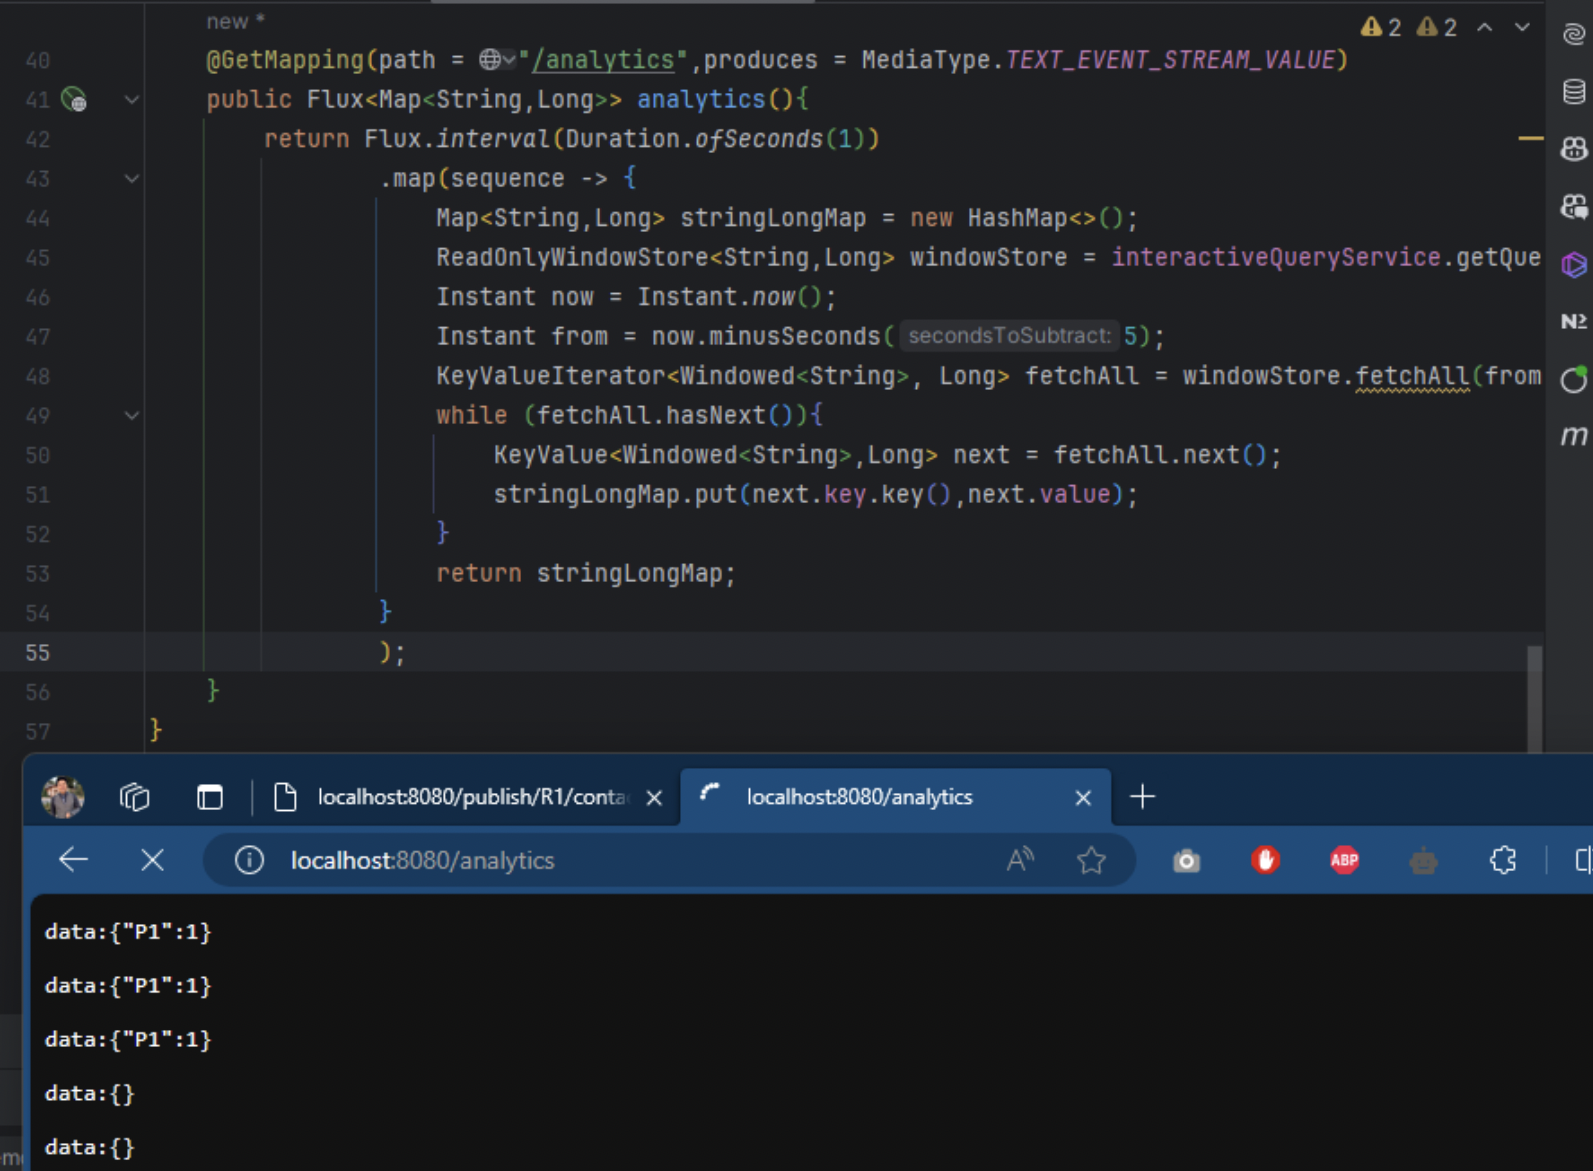 new *
2 2
40 @GetMapping(path = "/analytics",produces = MediaType.TEXT_EVENT_STREAM_VALUE)
41 public Flux<Map<String,Long>> analytics(){
42 return Flux.interval(Duration.ofSeconds(1))
43 .map(sequence -> {
44 Map<String,Long> stringLongMap = new HashMap<>();
45 ReadOnlyWindowStore<String,Long> windowStore = interactiveQueryService.getQue
46 Instant now = Instant.now();
47 Instant from = now.minusSeconds( secondsToSubtract: 5);
48 KeyValueIterator<Windowed<String>, Long> fetchAll = windowStore.fetchAll(from
49 while (fetchAll.hasNext()){
50 KeyValue<Windowed<String>,Long> next = fetchAll.next();
51 stringLongMap.put(next.key.key(),next.value);
52 }
53 return stringLongMap;
54 }
55 );
56 }
57 }
N2
m
localhost:8080/publish/R1/conta
localhost:8080/analytics
localhost:8080/analytics
ABP
data:{"P1":1}
data:{"P1":1}
data:{"P1":1}
data:{}
data:{}